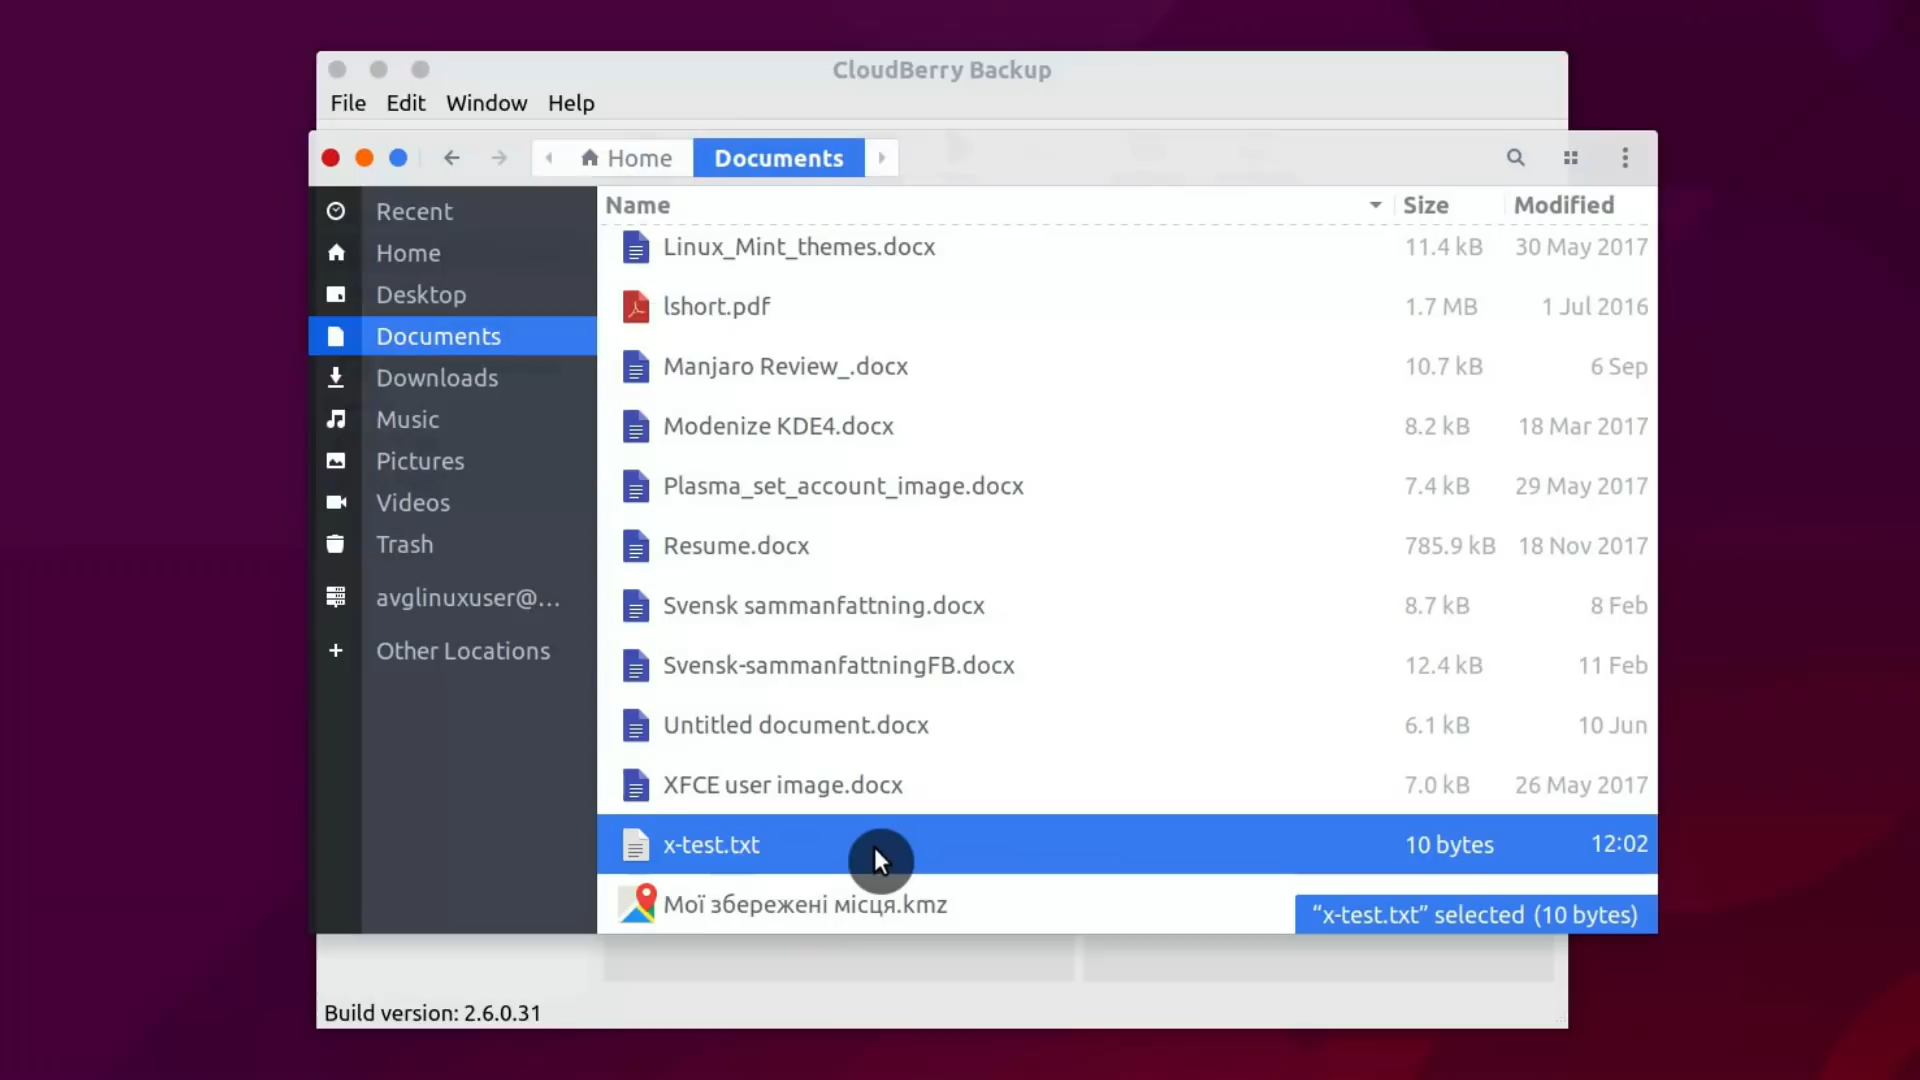 CloudBerry Backup
File Edit Window Help
Home Documents
Name Size Modified
Recent
Home
Desktop
Documents
Downloads
Music
Pictures
Videos
Trash
avglinuxuser@...
Other Locations
Linux_Mint_themes.docx 11.4 kB 30 May 2017
lshort.pdf 1.7 MB 1 Jul 2016
Manjaro Review_.docx 10.7 kB 6 Sep
Modenize KDE4.docx 8.2 kB 18 Mar 2017
Plasma_set_account_image.docx 7.4 kB 29 May 2017
Resume.docx 785.9 kB 18 Nov 2017
Svensk sammanfattning.docx 8.7 kB 8 Feb
Svensk-sammanfattningFB.docx 12.4 kB 11 Feb
Untitled document.docx 6.1 kB 10 Jun
XFCE user image.docx 7.0 kB 26 May 2017
x-test.txt 10 bytes 12:02
Мої збережені місця.kmz
“x-test.txt” selected (10 bytes)
Build version: 2.6.0.31